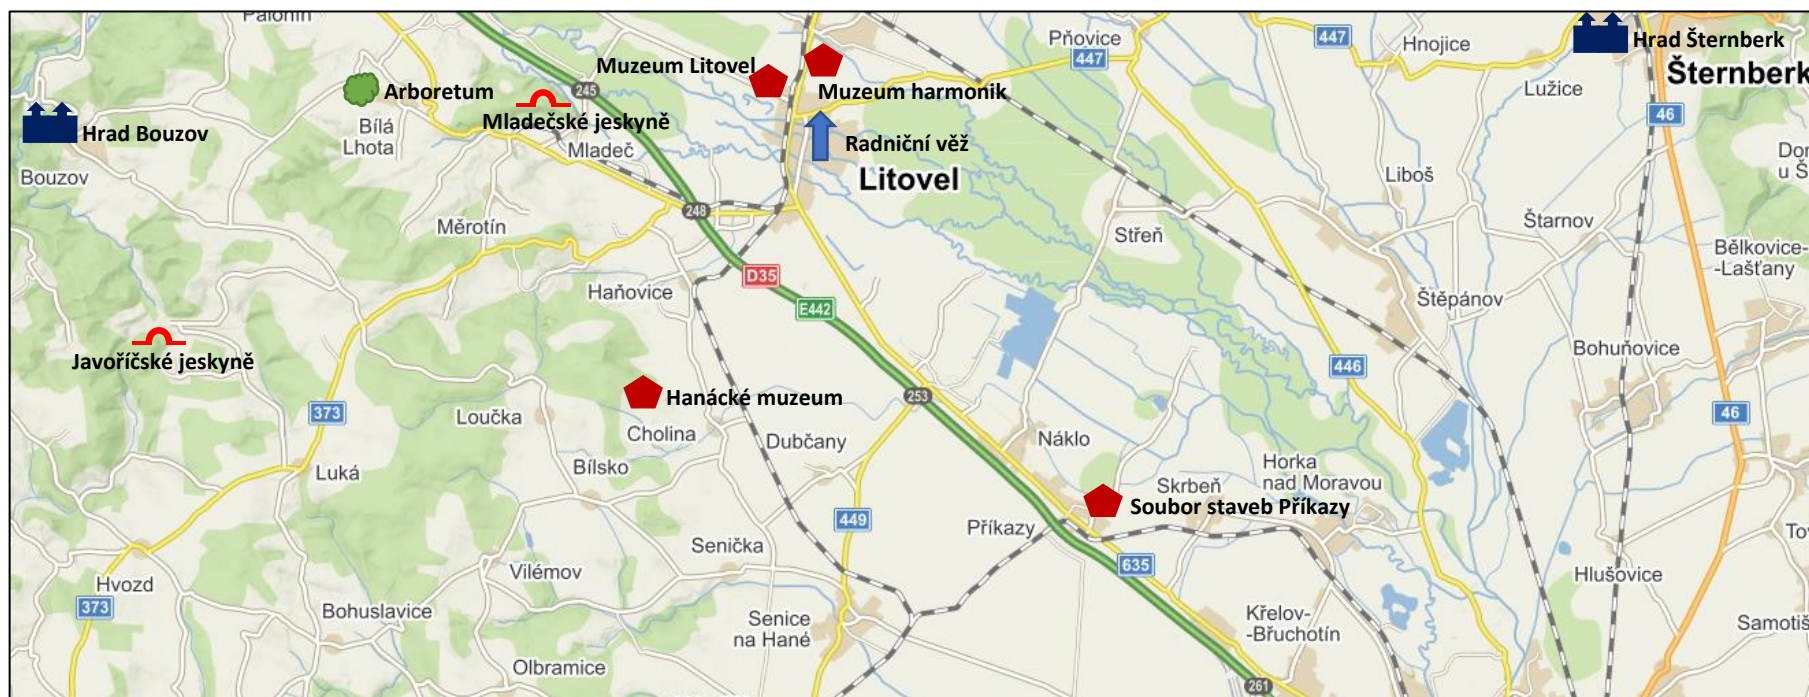 Palonín
Pňovice
447
447
Hnojice
Hrad Šternberk
Šternberk
Muzeum Litovel
Muzeum harmonik
Arboretum
245
Lužice
46
Mladečské jeskyně
Hrad Bouzov
Bílá
Lhota
Mladeč
Radniční věž
Litovel
Bouzov
Liboš
248
Měrotín
Střeň
Štarnov
Bělkovice-
-Lašťany
D35
Haňovice
E442
Štěpánov
Javoříčské jeskyně
Bohuňovice
446
253
Hanácké muzeum
373
Loučka
Cholina
Dubčany
Náklo
46
Luká
Bílsko
Horka
nad Moravou
Skrbeň
Soubor staveb Příkazy
449
Příkazy
Senička
635
Vilémov
Hvozd
373
Hlušovice
Bohuslavice
Senice
na Hané
Křelov-
-Břuchotín
Samotiš
Olbramice
261